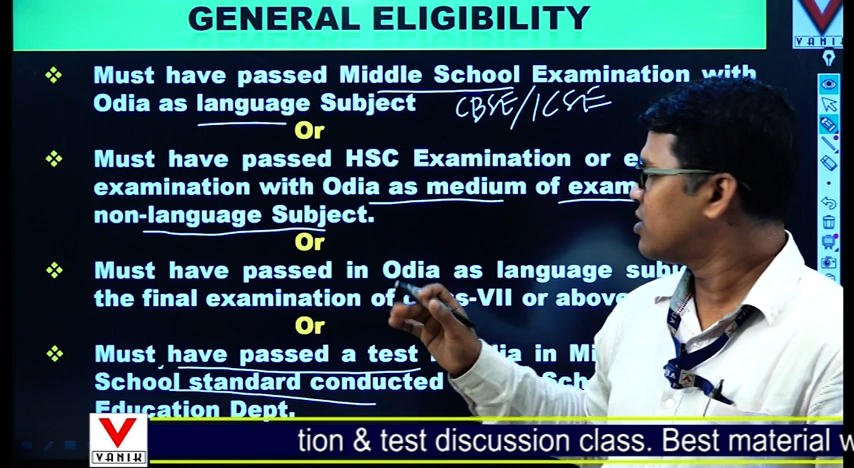 GENERAL ELIGIBILITY
VANIK
Must have passed Middle School Examination with
Odia as language Subject CBSE/ICSE
Or
Must have passed HSC Examination or
examination with Odia as medium of
non-language Subject.
Or
Must have passed in Odia as language
the final examination of
Or
Must have passed a test in
School standard conducted
Education Dept.
VANIK
tion & test discussion class. Best material